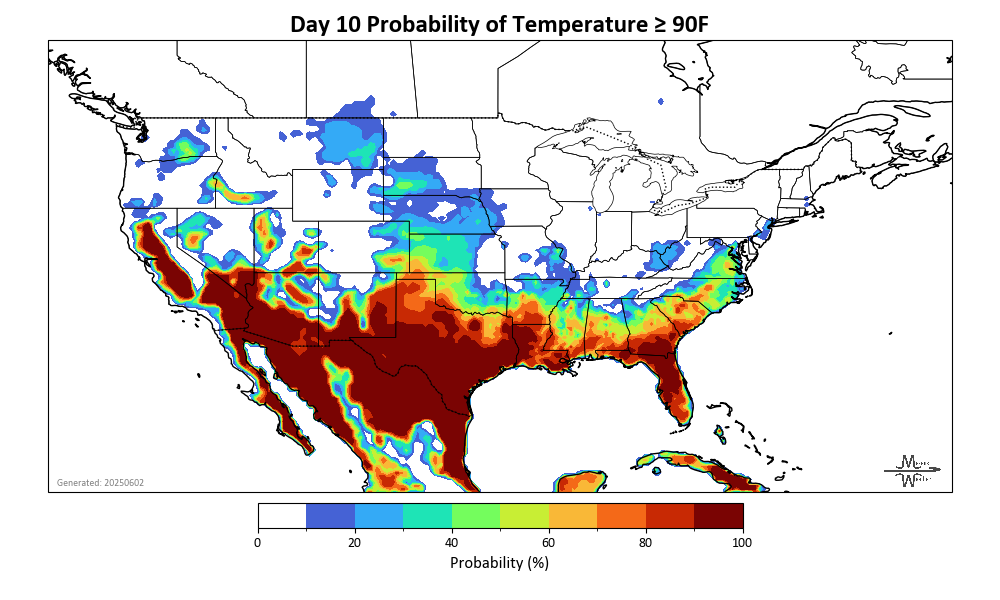 Day 10 Probability of Temperature ≥ 90F
Generated: 20250602
0 20 40 60 80 100
Probability (%)